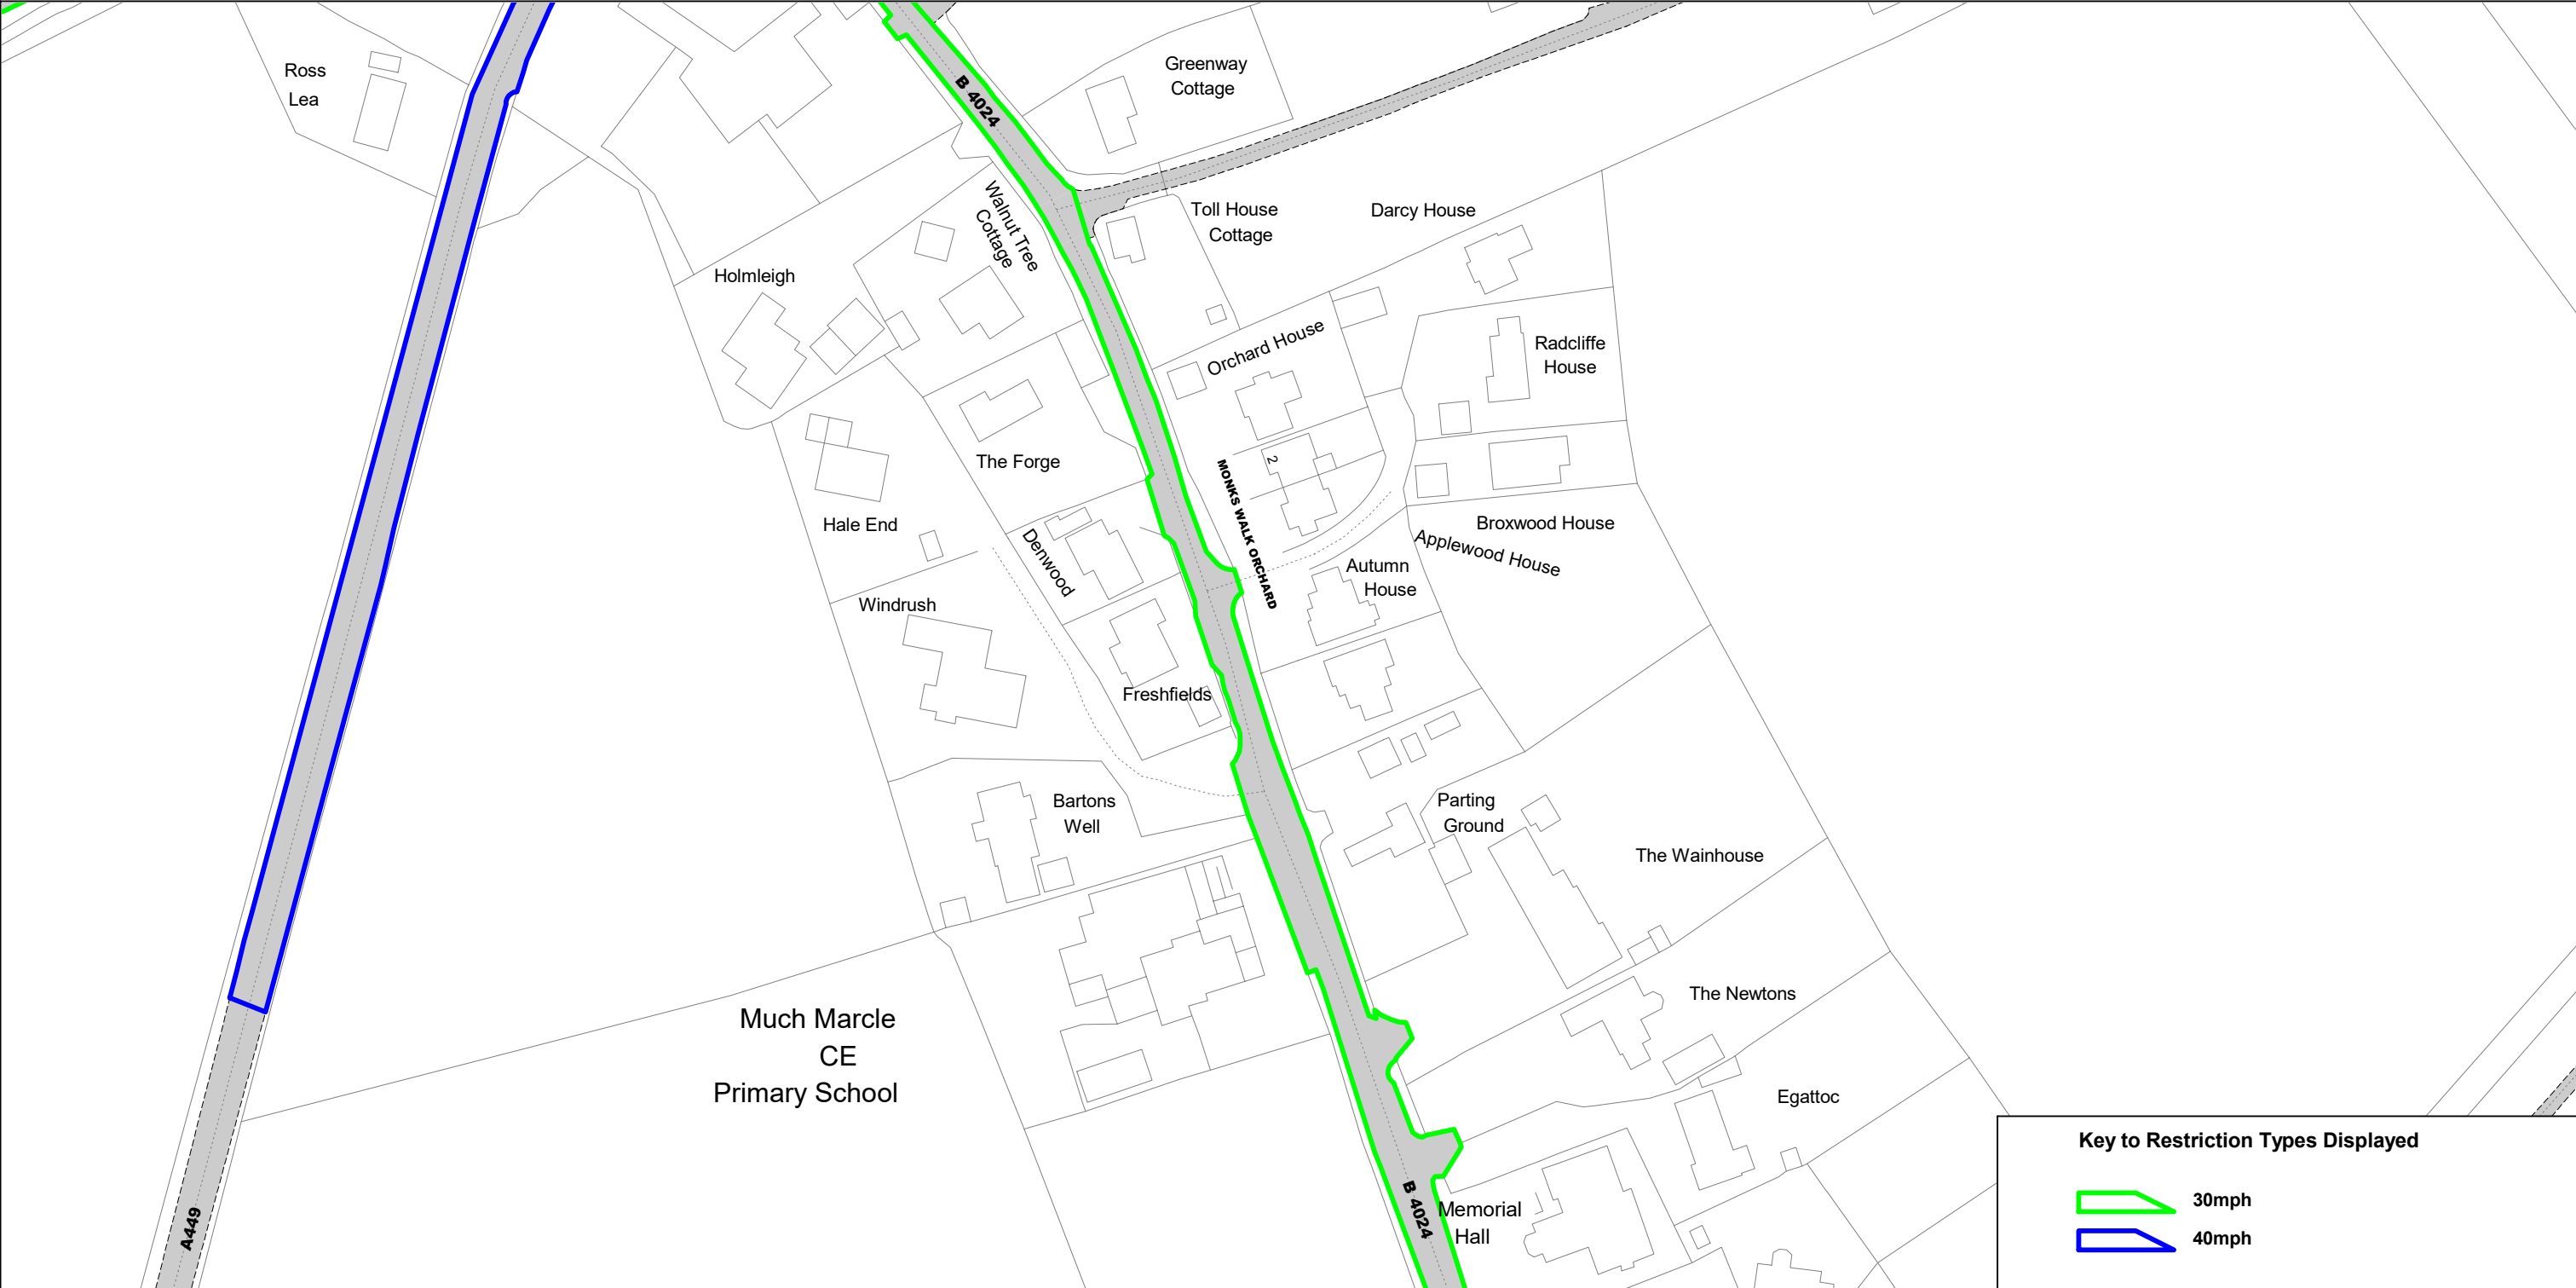 Ross
Lea
B 4024
Greenway
Cottage
Walnut Tree
Cottage
Toll House
Cottage
Darcy House
Holmleigh
Orchard House
Radcliffe
House
The Forge
2
MONKS WALK ORCHARD
Hale End
Denwood
Broxwood House
Applewood House
Autumn
House
Windrush
Freshfields
Bartons
Well
Parting
Ground
The Wainhouse
The Newtons
Much Marcle
CE
Primary School
Egattoc
A449
B 4024
Memorial
Hall
Key to Restriction Types Displayed
30mph
40mph